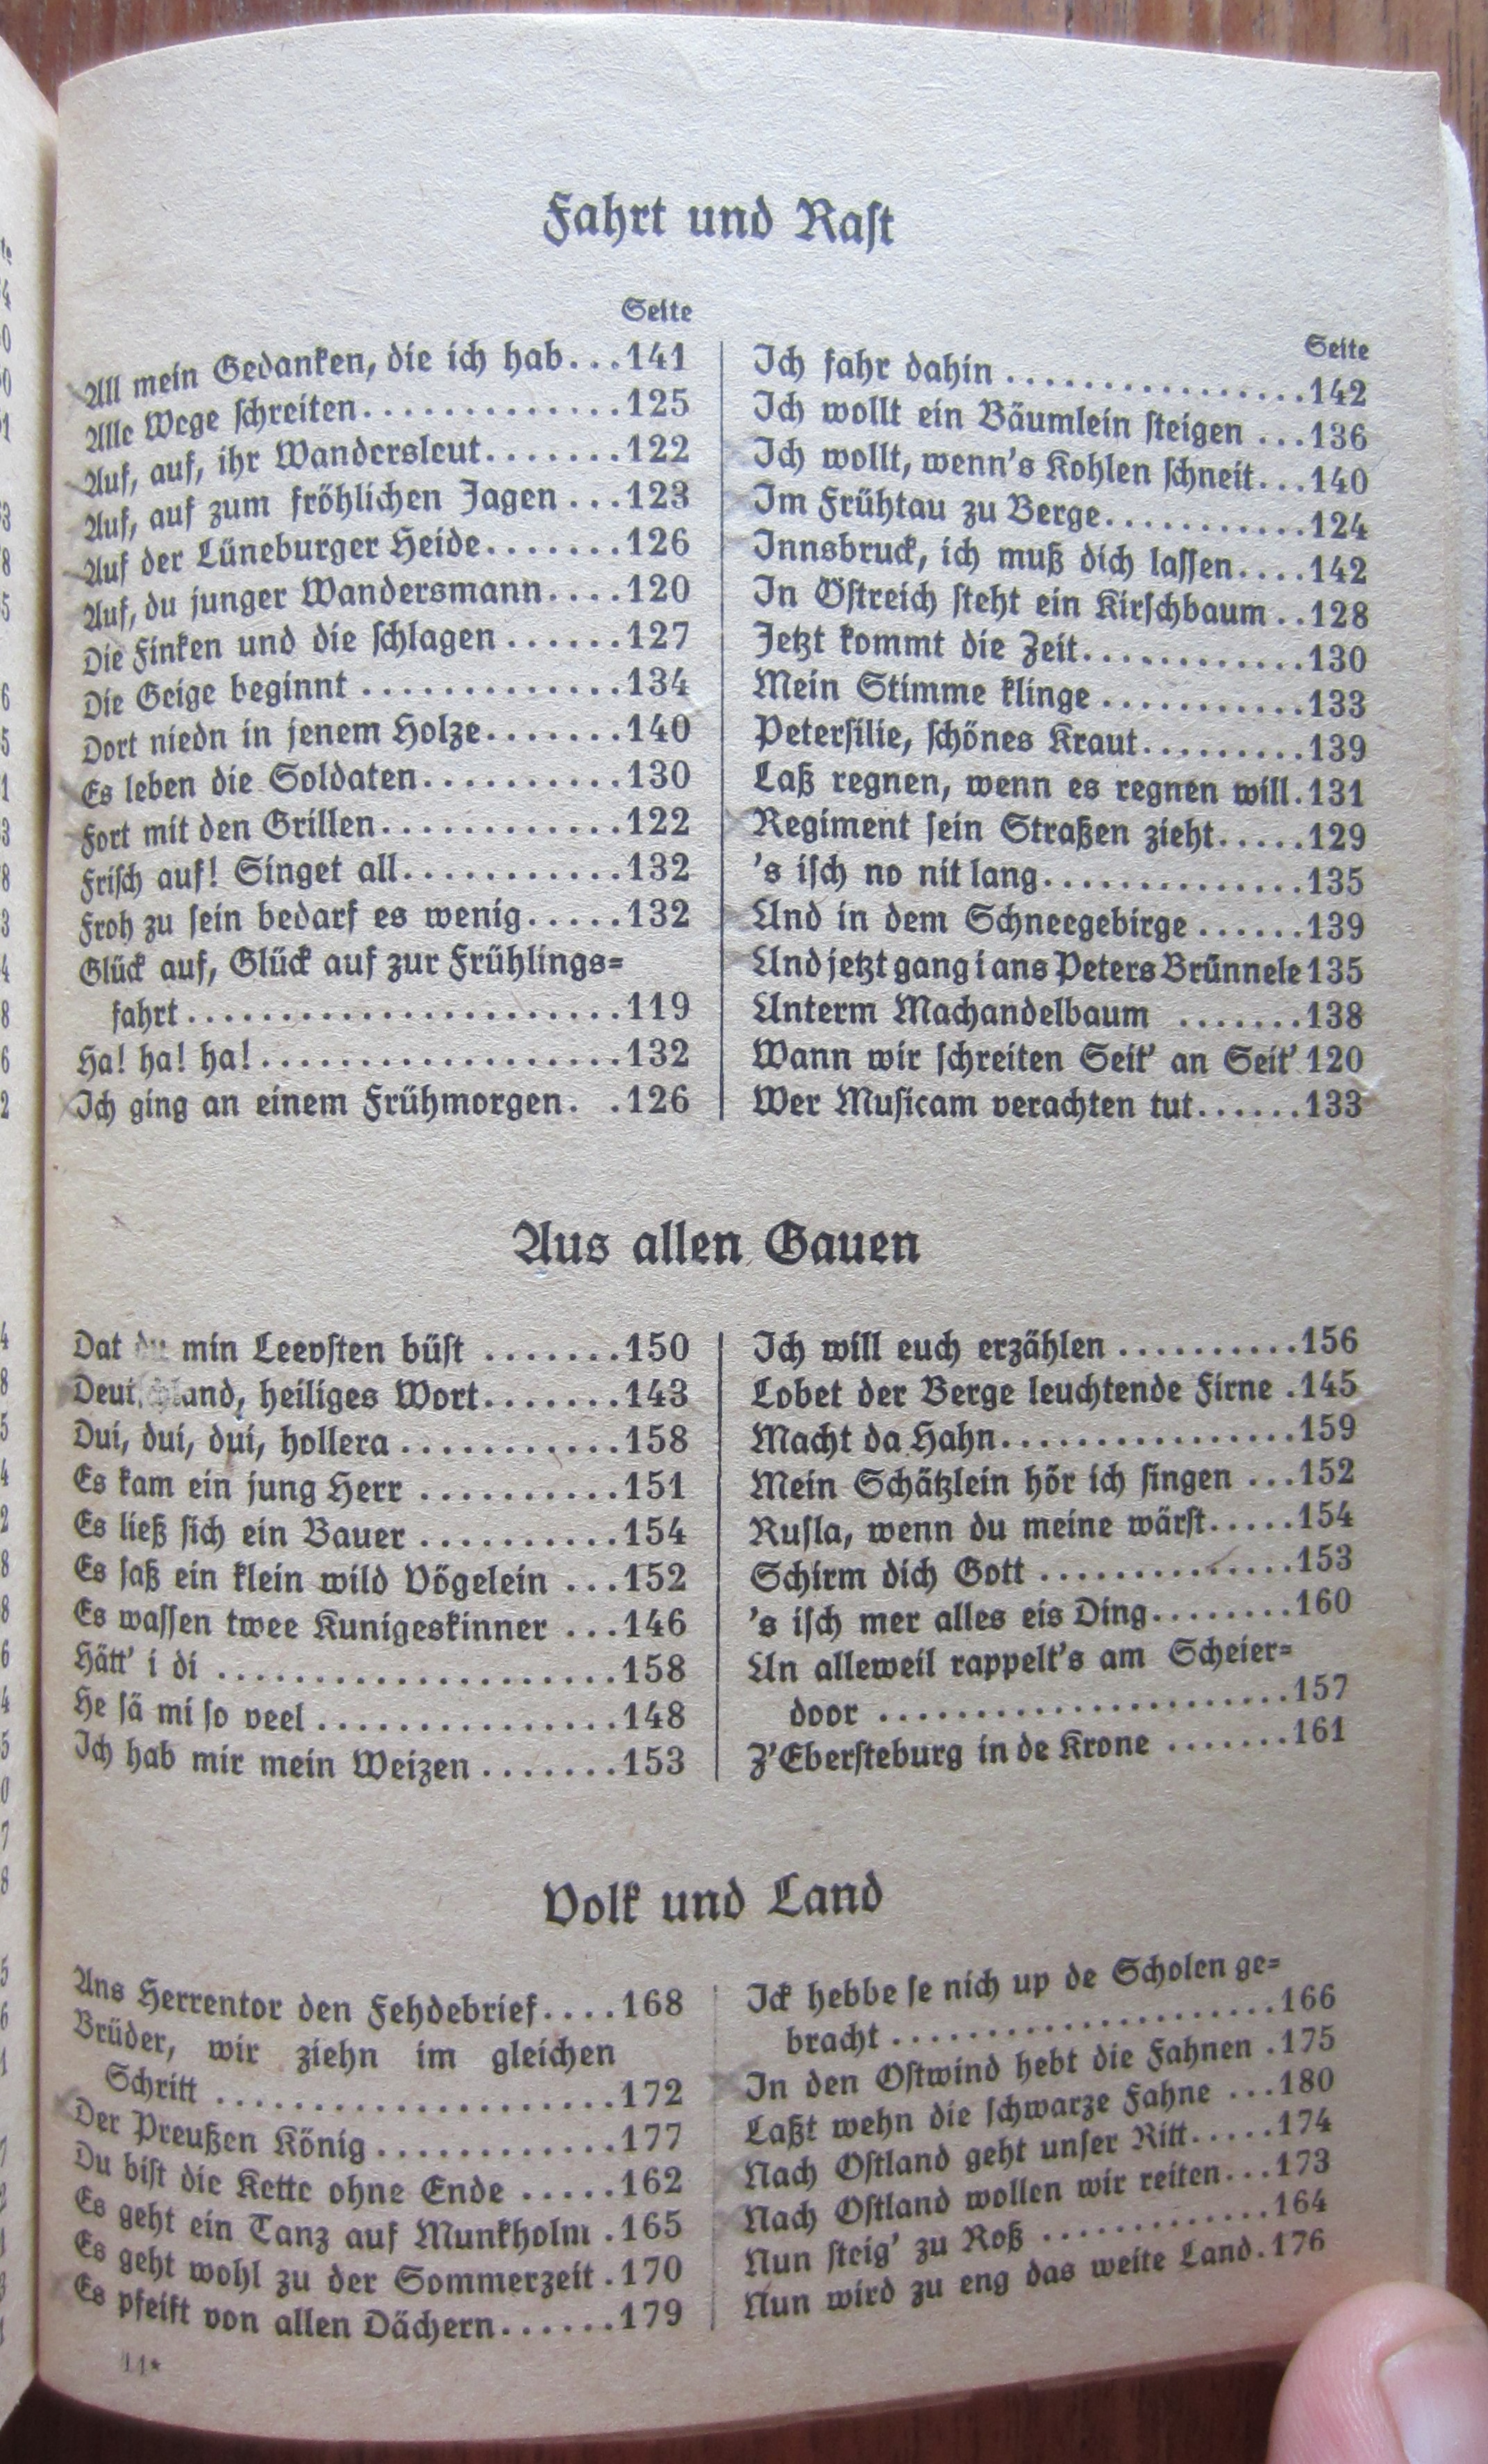 Fahrt und Rast
Seite
All mein Gedanken, die ich hab...141
Alle Wege schreiten..............125
Auf, auf, ihr Wandersleut.......122
Auf, auf zum fröhlichen Jagen ...123
Auf der Lüneburger Heide.......126
Auf, du junger Wandersmann....120
Die Finken und die schlagen ......127
Die Geige beginnt ..............134
Dort niedn in jenem Holze.......140
Es leben die Soldaten...........130
Fort mit den Grillen.............122
Frisch auf! Singet all............132
Froh zu sein bedarf es wenig.....132
Glück auf, Glück auf zur Frühlings=
fahrt.......................119
Ha! ha! ha!...................132
Ich ging an einem Frühmorgen. .126
Seite
Ich fahr dahin ................142
Ich wollt ein Bäumlein steigen ...136
Ich wollt, wenn's Kohlen schneit...140
Im Frühtau zu Berge...........124
Innsbruck, ich muß dich lassen....142
In Östreich steht ein Kirschbaum ..128
Jetzt kommt die Zeit............130
Mein Stimme klinge ...........133
Petersilie, schönes Kraut.........139
Laß regnen, wenn es regnen will.131
Regiment sein Straßen zieht.....129
's isch no nit lang..............135
Und in dem Schneegebirge ......139
Und jetzt gang i ans Peters Brünnele 135
Unterm Machandelbaum .......138
Wann wir schreiten Seit' an Seit' 120
Wer Musicam verachten tut......133
Aus allen Gauen
Dat du min Leevsten büst .......150
Deutschland, heiliges Wort.......143
Dui, dui, dui, hollera ............158
Es kam ein jung Herr ...........151
Es ließ sich ein Bauer ...........154
Es saß ein klein wild Vögelein ...152
Es wassen twee Kunigeskinner ...146
Hätt' i di ......................158
He sä mi so veel ................148
Ich hab mir mein Weizen .......153
Ich will euch erzählen ..........156
Lobet der Berge leuchtende Firne .145
Macht da Hahn................159
Mein Schätzlein hör ich singen ...152
Rusla, wenn du meine wärst.....154
Schirm dich Gott ..............153
's isch mer alles eis Ding........160
Un alleweil rappelt's am Scheier=
door ......................157
Z'Ebersteburg in de Krone .......161
Volk und Land
Ans Herrentor den Fehdebrief....168
Brüder, wir ziehn im gleichen
Schritt .....................172
Der Preußen König.............177
Du bist die Kette ohne Ende .....162
Es geht ein Tanz auf Munkholm .165
Es geht wohl zu der Sommerzeit .170
Es pfeift von allen Dächern......179
Ick hebbe se nich up de Scholen ge=
bracht .....................166
In den Ostwind hebt die Fahnen .175
Laßt wehn die schwarze Fahne ...180
Nach Ostland geht unser Ritt.....174
Nach Ostland wollen wir reiten...173
Nun steig' zu Roß .............164
Nun wird zu eng das weite Land.176
11*